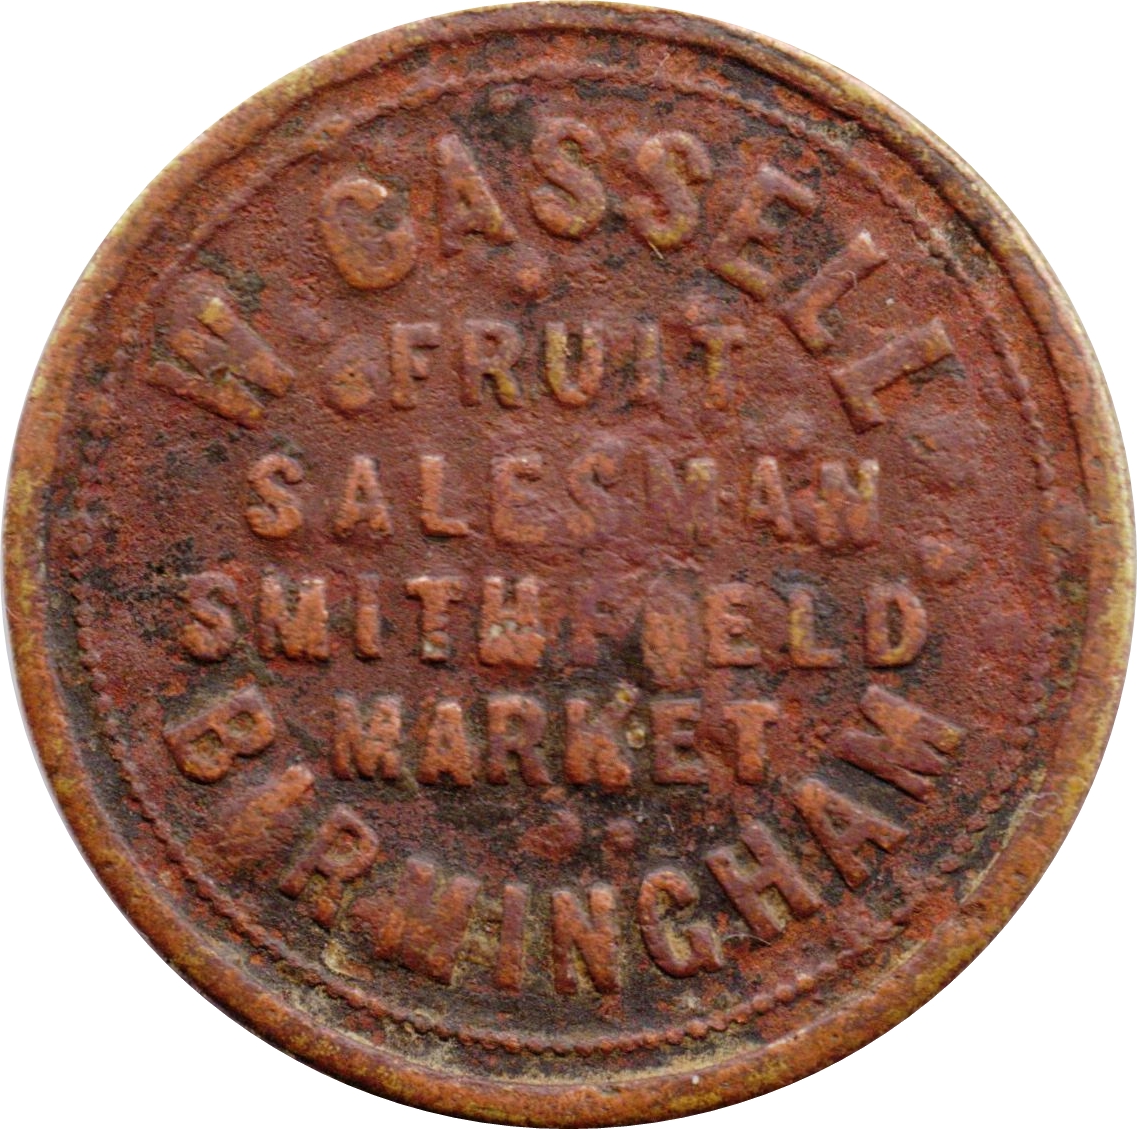 W CASSELL
FRUIT
SALESMAN
SMITHFIELD
MARKET
BIRMINGHAM